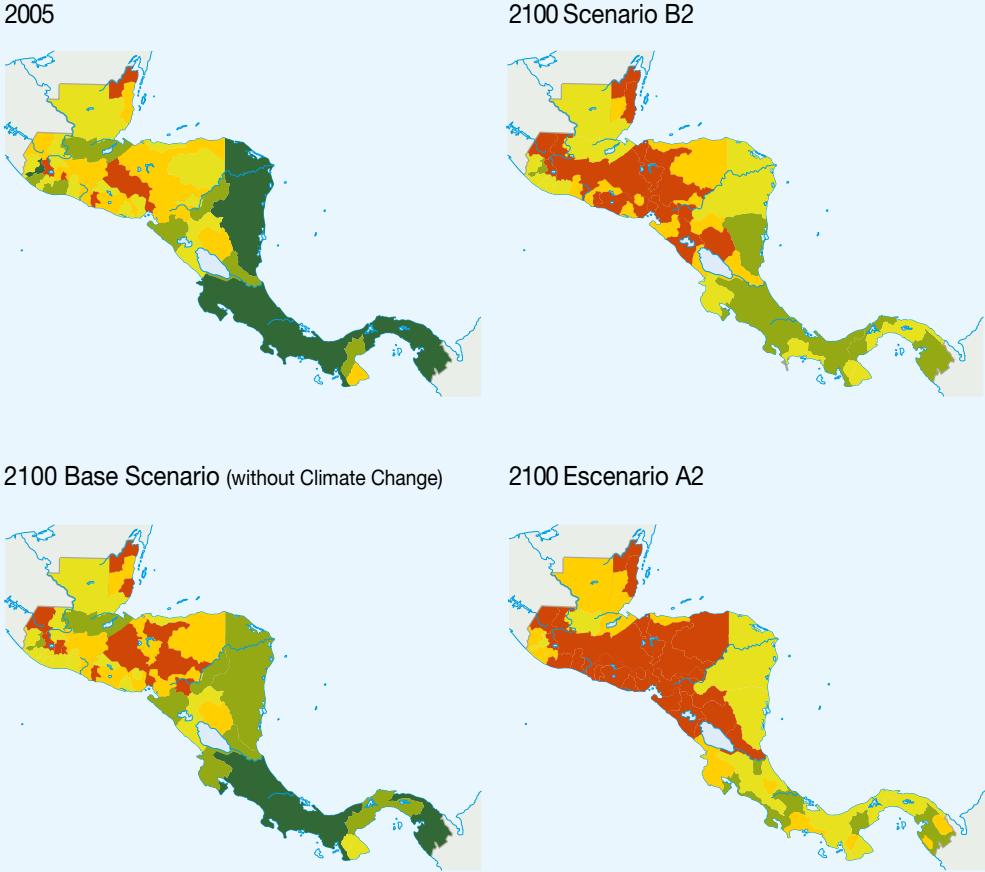 2005
2100 Scenario B2
2100 Base Scenario (without Climate Change)
2100 Escenario A2